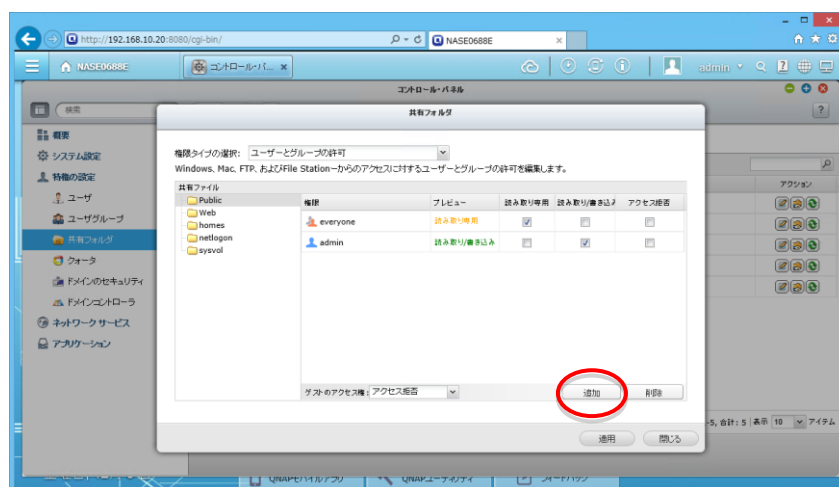 http://192.168.10.20:8080/cgi-bin/
NASE0688E
NASE0688E
コントロール・パ...
admin
コントロール・パネル
検索
概要
システム設定
特権の設定
ユーザ
ユーザグループ
共有フォルダ
クォータ
ドメインのセキュリティ
ドメインコントローラ
ネットワーク サービス
アプリケーション
共有フォルダ
権限タイプの選択: ユーザーとグループの許可
Windows、Mac、FTP、およびFile Stationーからのアクセスに対するユーザーとグループの許可を編集します。
共有ファイル
Public
Web
homes
netlogon
sysvol
権限 プレビュー 読み取り専用 読み取り/書き込み アクセス拒否
everyone 読み取り専用
admin 読み取り/書き込み
ゲストのアクセス権: アクセス拒否
追加 削除
適用 閉じる
アクション
-5, 合計: 5 | 表示 10 アイテム
QNAPユーティリティ
フィードバック